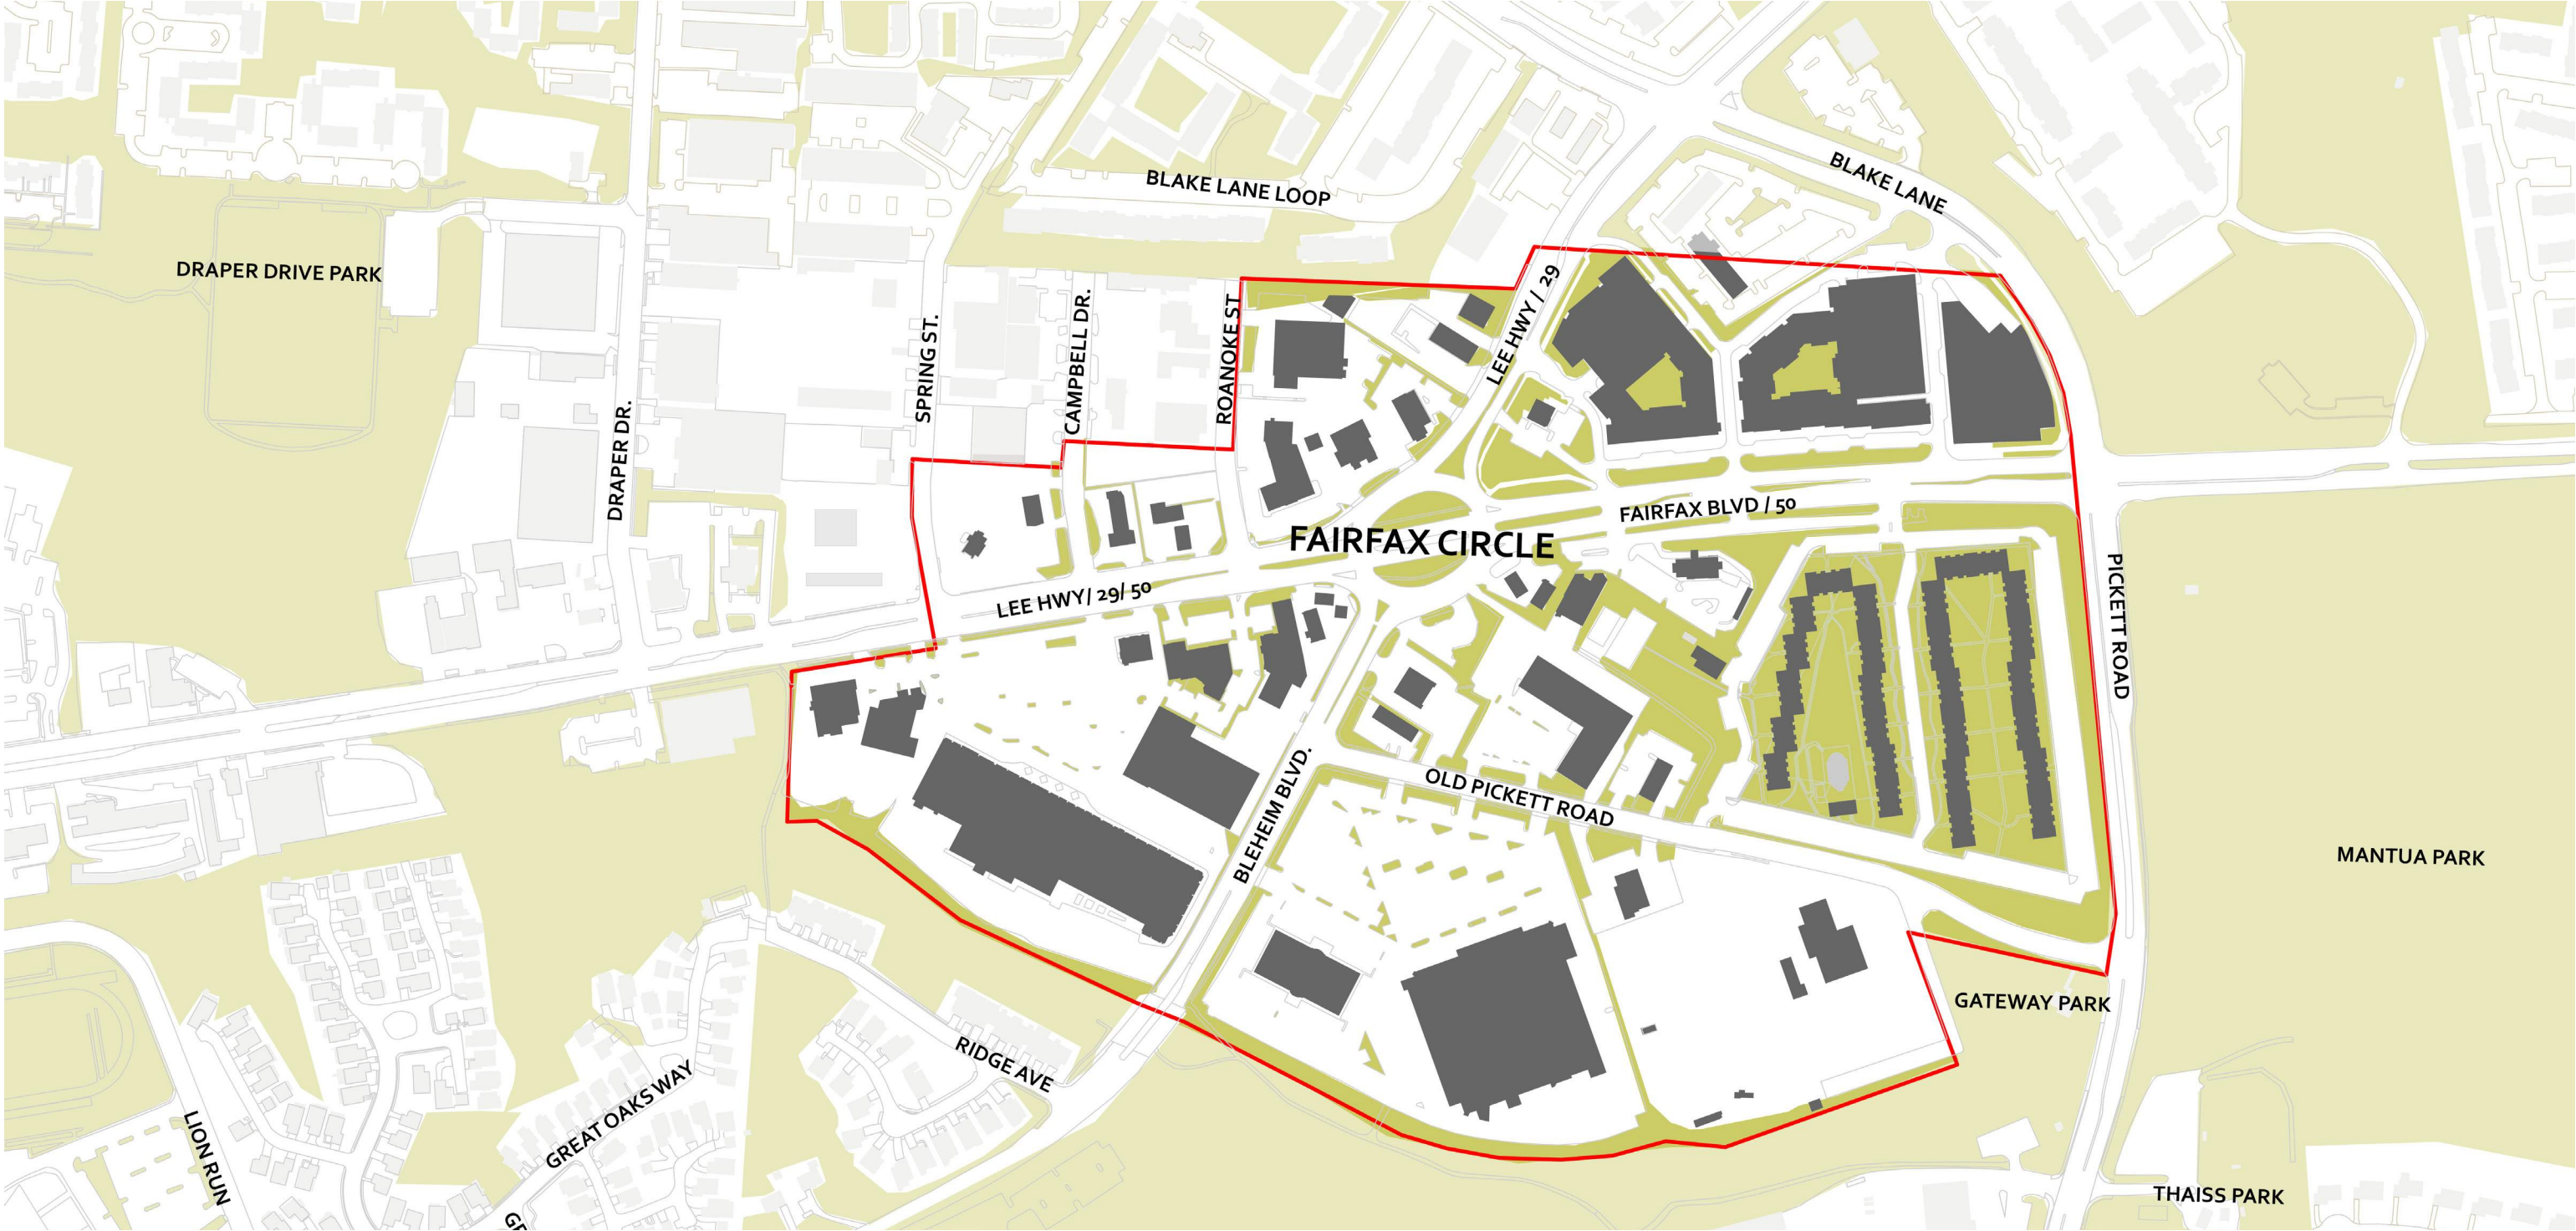 BLAKE LANE
BLAKE LANE LOOP
DRAPER DRIVE PARK
LEE HWY / 29
SPRING ST.
CAMPBELL DR.
ROANOKE ST
DRAPER DR.
FAIRFAX BLVD / 50
FAIRFAX CIRCLE
LEE HWY/ 29/ 50
PICKETT ROAD
BLEHEIM BLVD.
OLD PICKETT ROAD
MANTUA PARK
GATEWAY PARK
RIDGE AVE
GREAT OAKS WAY
LION RUN
THAISS PARK